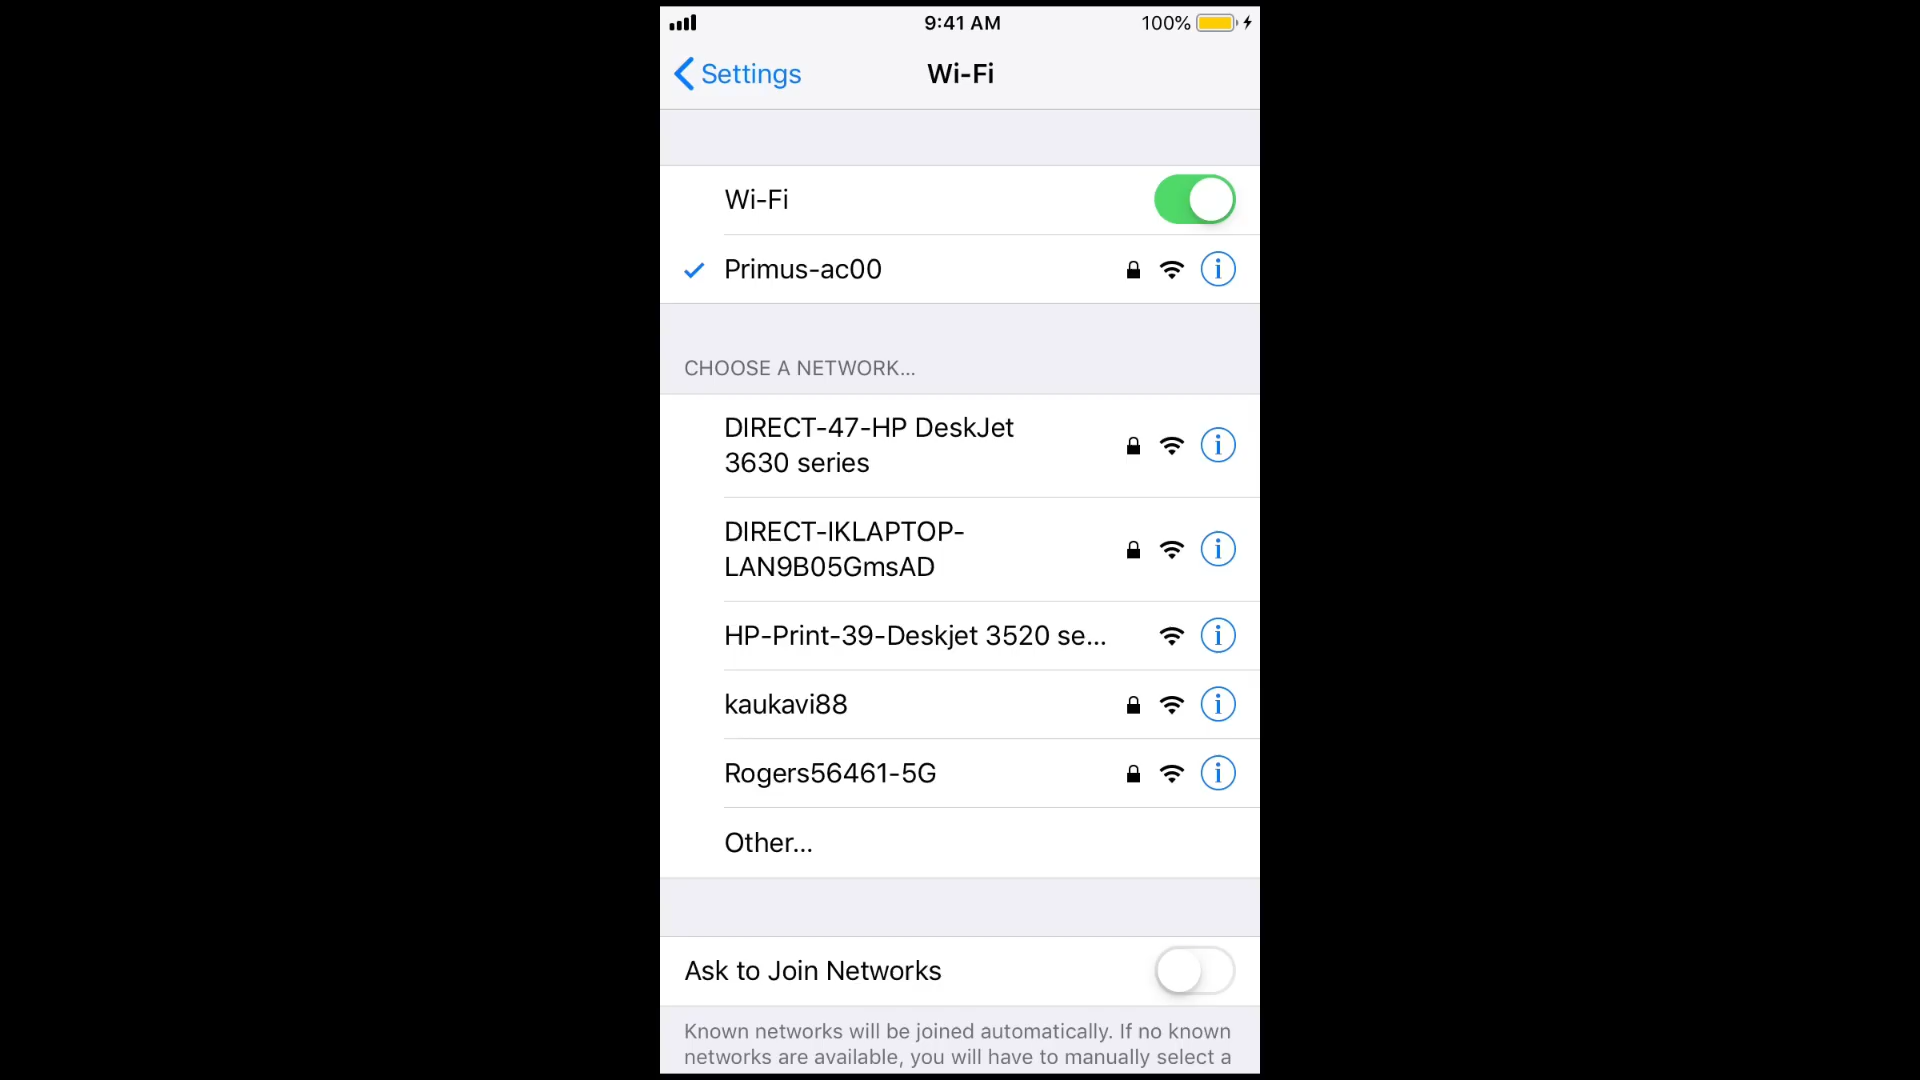 9:41 AM
100%
Settings
Wi-Fi
Wi-Fi
Primus-ac00
CHOOSE A NETWORK...
DIRECT-47-HP DeskJet
3630 series
DIRECT-IKLAPTOP-
LAN9B05GmsAD
HP-Print-39-Deskjet 3520 se...
kaukavi88
Rogers56461-5G
Other...
Ask to Join Networks
Known networks will be joined automatically. If no known
networks are available, you will have to manually select a